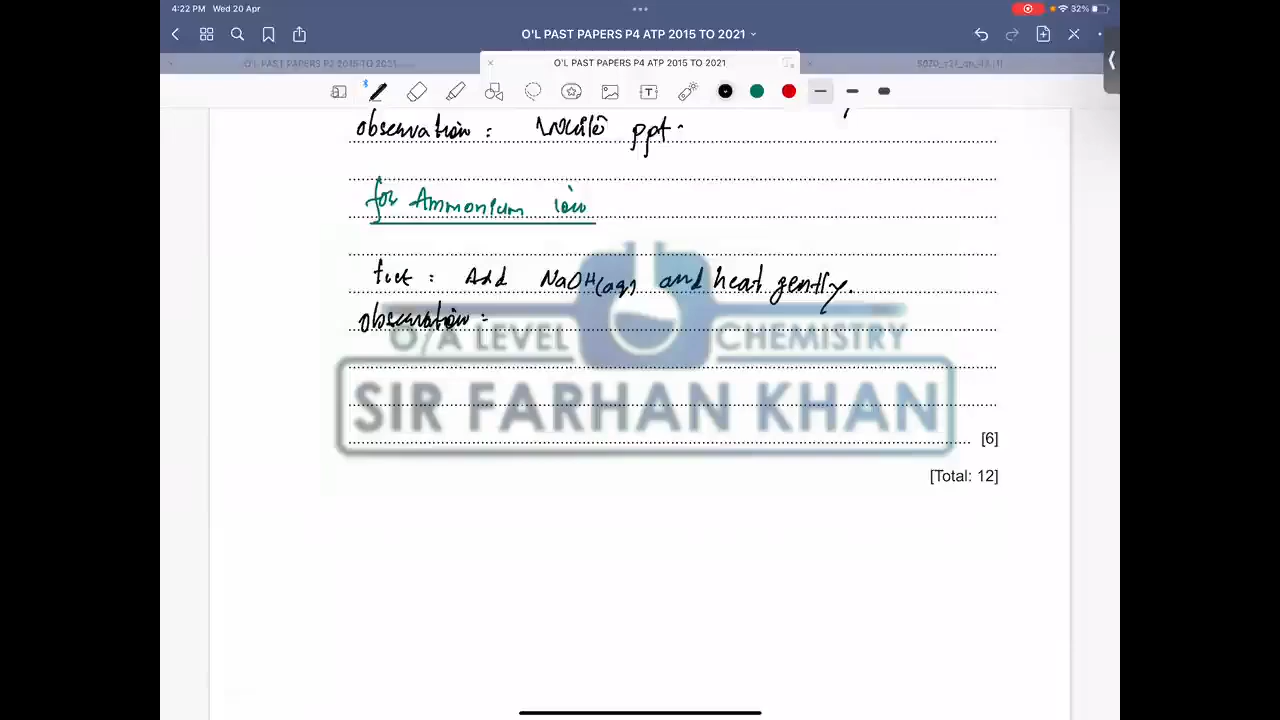 4:22 PM Wed 20 Apr
32%
O'L PAST PAPERS P4 ATP 2015 TO 2021
O'L PAST PAPERS P2 2015 TO 2021
O'L PAST PAPERS P4 ATP 2015 TO 2021
observation : white ppt.
for Ammonium ion
test : Add NaOH(aq) and heat gently.
observation :
O/A LEVEL CHEMISTRY
SIR FARHAN KHAN
[6]
[Total: 12]